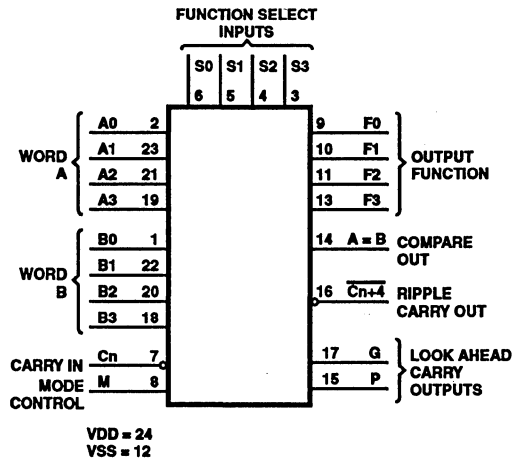 FUNCTION SELECT
INPUTS
S0 S1 S2 S3
6 5 4 3
WORD
A
A0 2
A1 23
A2 21
A3 19
9 F0
10 F1
11 F2
13 F3
OUTPUT
FUNCTION
WORD
B
B0 1
B1 22
B2 20
B3 18
14 A = B COMPARE
OUT
16 Cn+4 RIPPLE
CARRY OUT
CARRY IN Cn 7
MODE M 8
CONTROL
17 G
15 P
LOOK AHEAD
CARRY
OUTPUTS
VDD = 24
VSS = 12